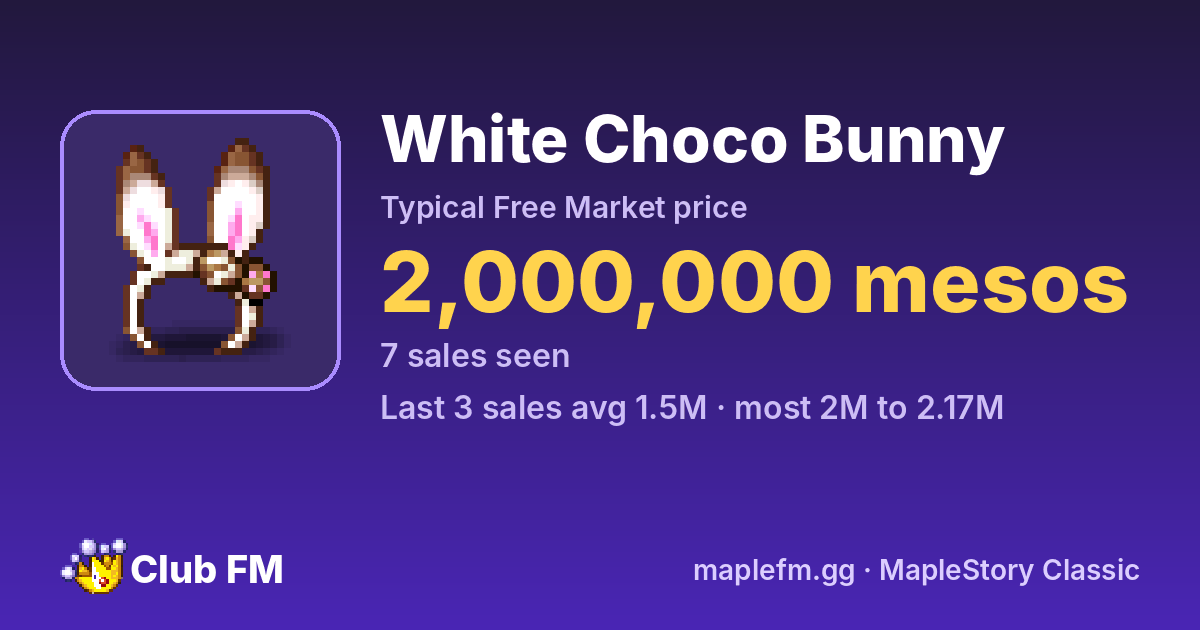 White Choco Bunny
Typical Free Market price
2,000,000 mesos
7 sales seen
Last 3 sales avg 1.5M · most 2M to 2.17M
Club FM
maplefm.gg · MapleStory Classic